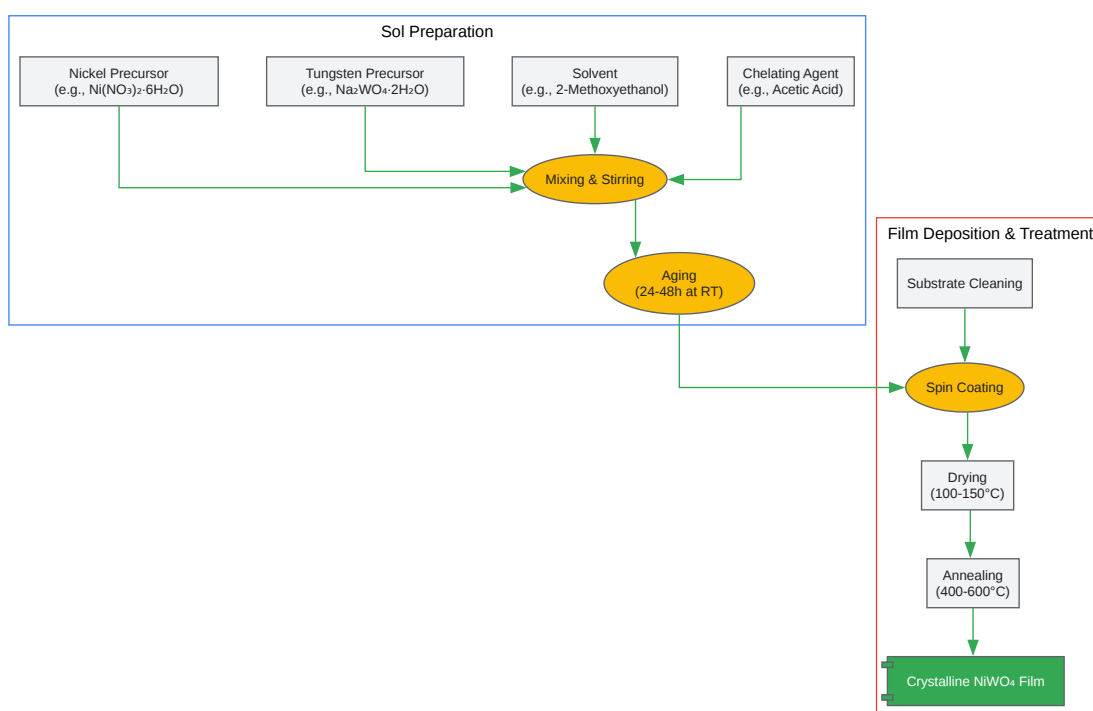 Sol Preparation
Nickel Precursor
(e.g., Ni(NO₃)₂·6H₂O)
Tungsten Precursor
(e.g., Na₂WO₄·2H₂O)
Solvent
(e.g., 2-Methoxyethanol)
Chelating Agent
(e.g., Acetic Acid)
Mixing & Stirring
Aging
(24-48h at RT)
Film Deposition & Treatment
Substrate Cleaning
Spin Coating
Drying
(100-150°C)
Annealing
(400-600°C)
Crystalline NiWO₄ Film